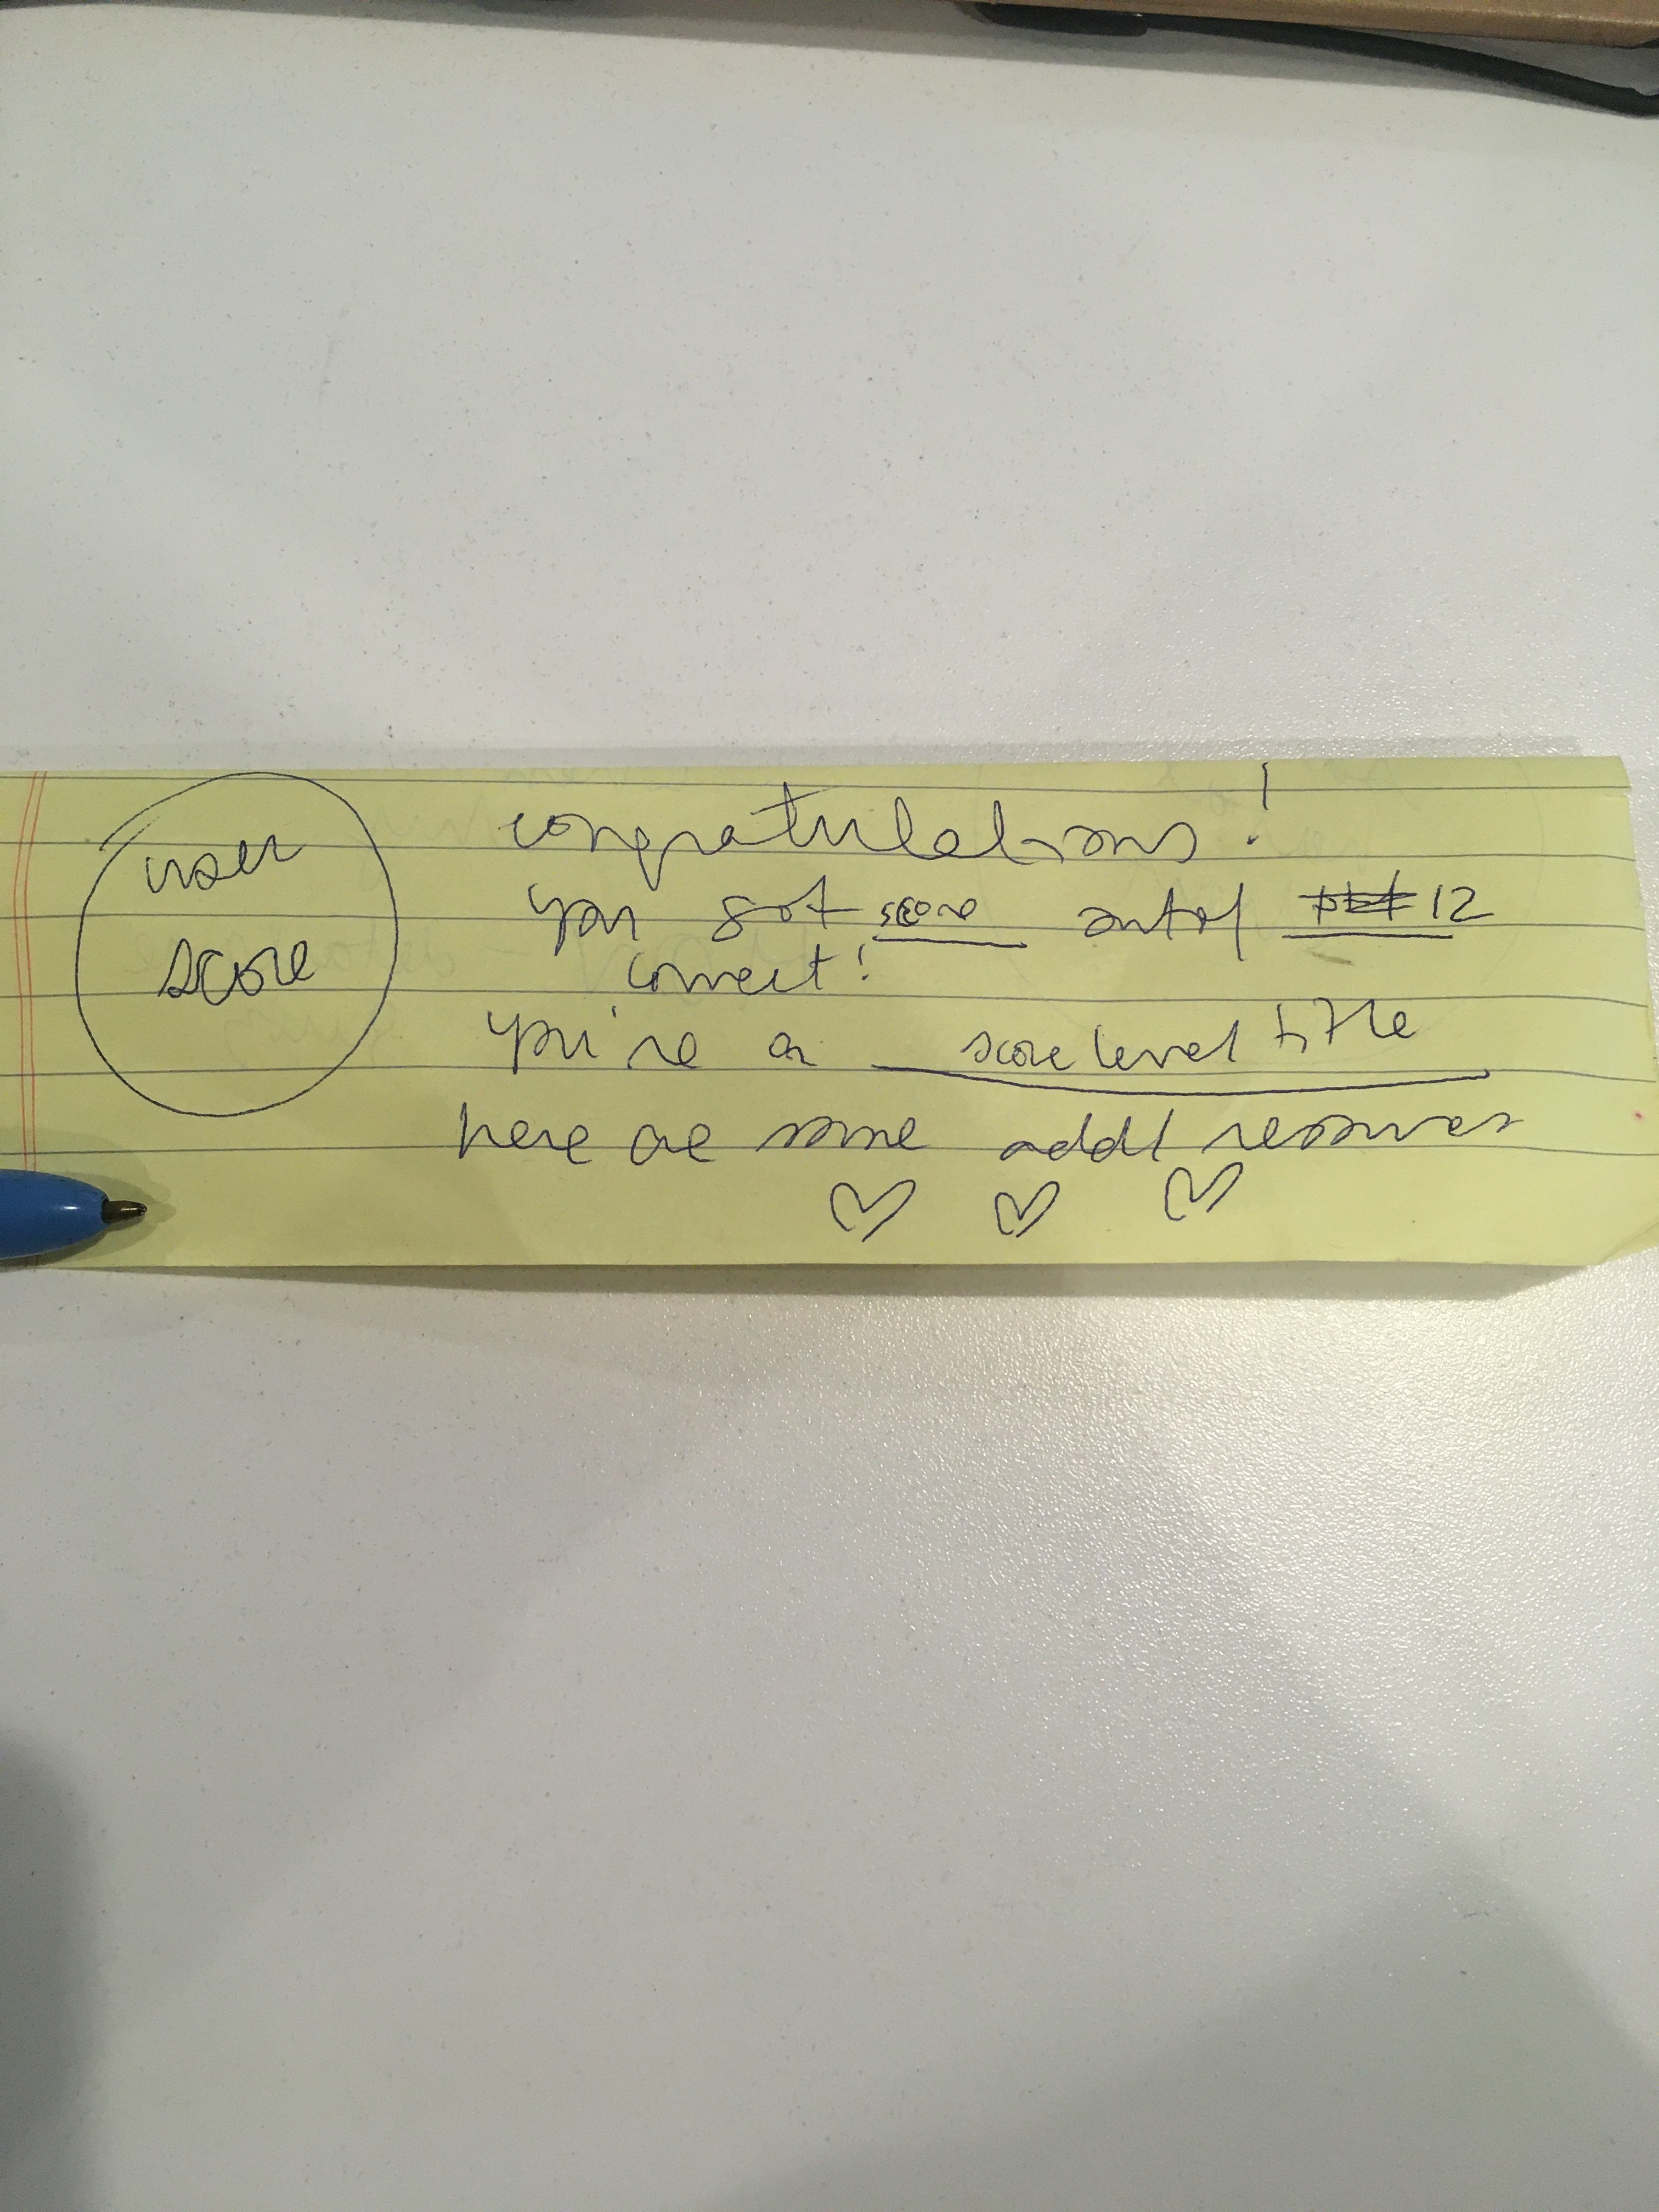 user
score
congratulations!
you got score out of 12
correct!
you're a score level title
here are some addl resources